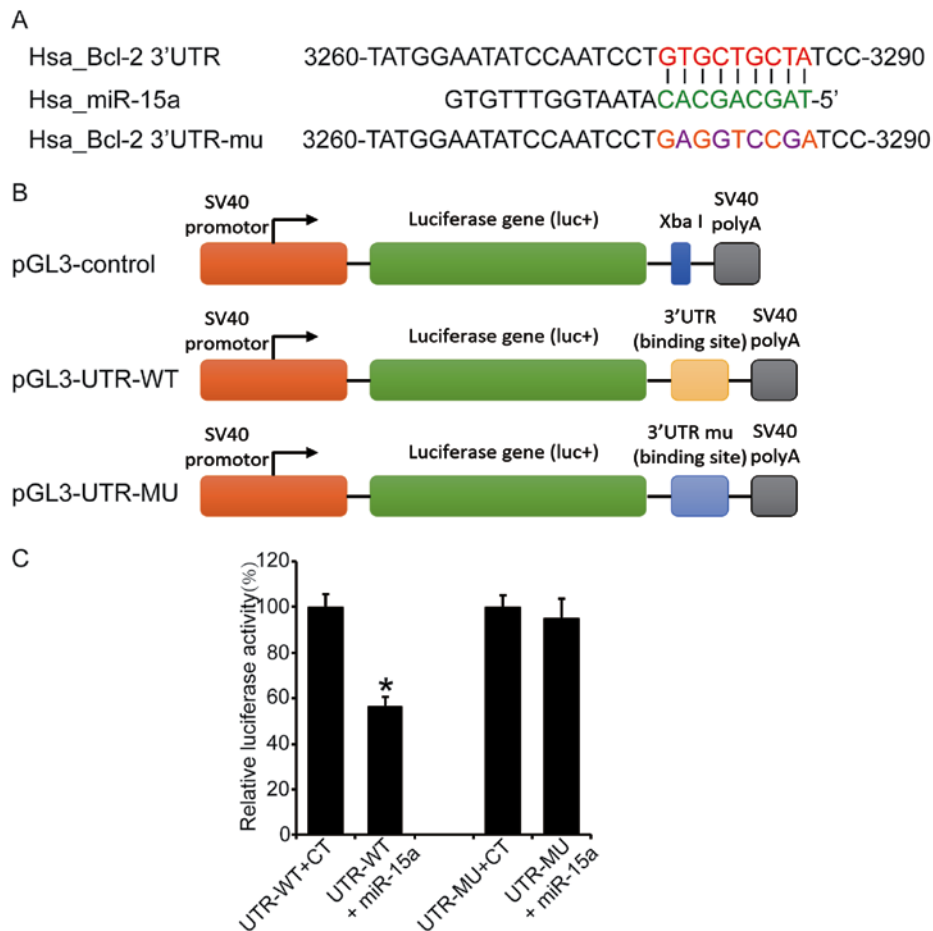 A
Hsa_Bcl-2 3'UTR 3260-TATGGAATATCCAATCCTGTGCTGCTATCC-3290
Hsa_miR-15a GTGTTTGGTAATACACGACGAT-5'
Hsa_Bcl-2 3'UTR-mu 3260-TATGGAATATCCAATCCTGAGGTCCGATCC-3290
B
SV40
promotor
Luciferase gene (luc+)
Xba I
SV40
polyA
pGL3-control
SV40
promotor
Luciferase gene (luc+)
3'UTR
(binding site)
SV40
polyA
pGL3-UTR-WT
SV40
promotor
Luciferase gene (luc+)
3'UTR mu
(binding site)
SV40
polyA
pGL3-UTR-MU
C
Relative luciferase activity(%)
120
100
80
60
40
20
0
*
UTR-WT+CT
UTR-WT
+ miR-15a
UTR-MU+CT
UTR-MU
+ miR-15a